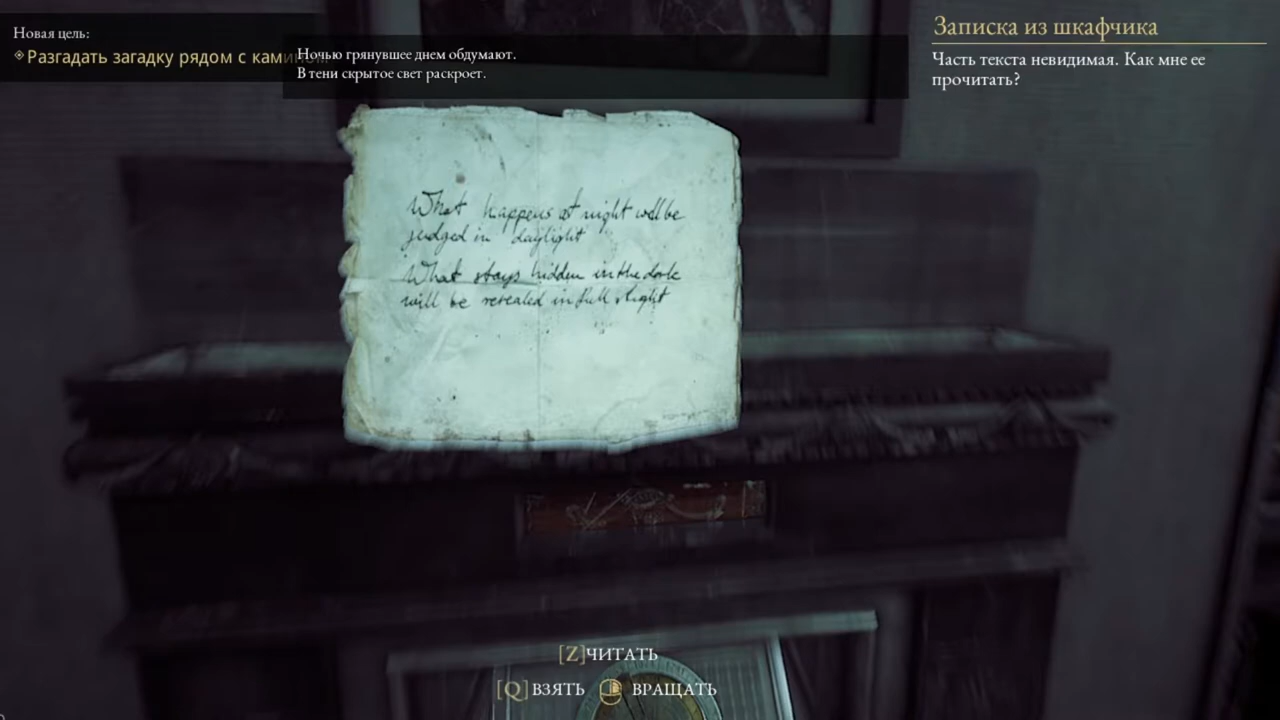 Новая цель:
Разгадать загадку рядом с ками
Ночью грянувшее днем обдумают.
В тени скрытое свет раскроет.
Записка из шкафчика
Часть текста невидимая. Как мне ее
прочитать?
What happens at night will be
judged in daylight
What stays hidden in the dark
will be revealed in full light
[Z]ЧИТАТЬ
[Q]ВЗЯТЬ ВРАЩАТЬ